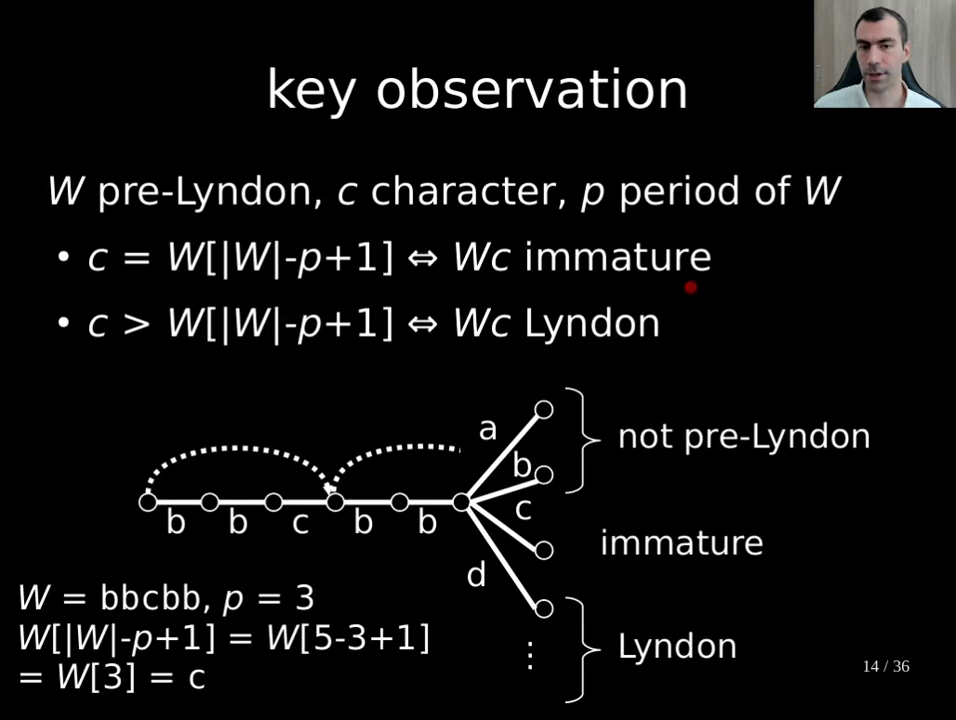 key observation
W pre-Lyndon, c character, p period of W
• c = W[|W|-p+1] ⇔ Wc immature
• c > W[|W|-p+1] ⇔ Wc Lyndon
a
not pre-Lyndon
b
c
b b c b b
immature
d
W = bbcbb, p = 3
W[|W|-p+1] = W[5-3+1]
= W[3] = c
⋮
Lyndon
14 / 36